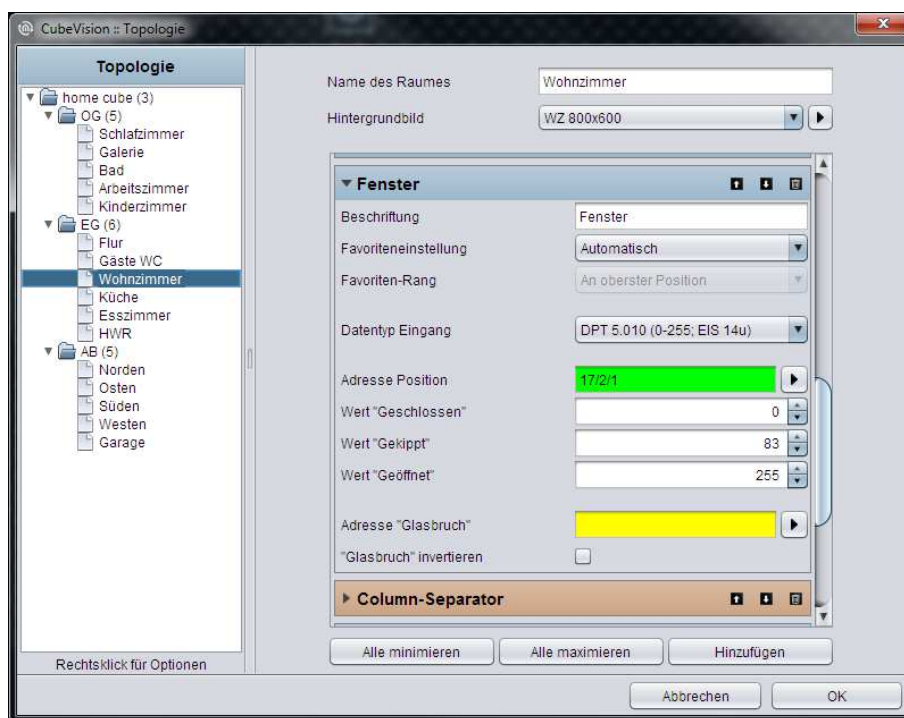 CubeVision :: Topologie
Topologie
home cube (3)
OG (5)
Schlafzimmer
Galerie
Bad
Arbeitszimmer
Kinderzimmer
EG (6)
Flur
Gäste WC
Wohnzimmer
Küche
Esszimmer
HWR
AB (5)
Norden
Osten
Süden
Westen
Garage
Rechtsklick für Optionen
Name des Raumes Wohnzimmer
Hintergrundbild WZ 800x600
Fenster
Beschriftung Fenster
Favoriteneinstellung Automatisch
Favoriten-Rang An oberster Position
Datentyp Eingang DPT 5.010 (0-255; EIS 14u)
Adresse Position 17/2/1
Wert "Geschlossen" 0
Wert "Gekippt" 83
Wert "Geöffnet" 255
Adresse "Glasbruch"
"Glasbruch" invertieren
Column-Separator
Alle minimieren Alle maximieren Hinzufügen
Abbrechen OK